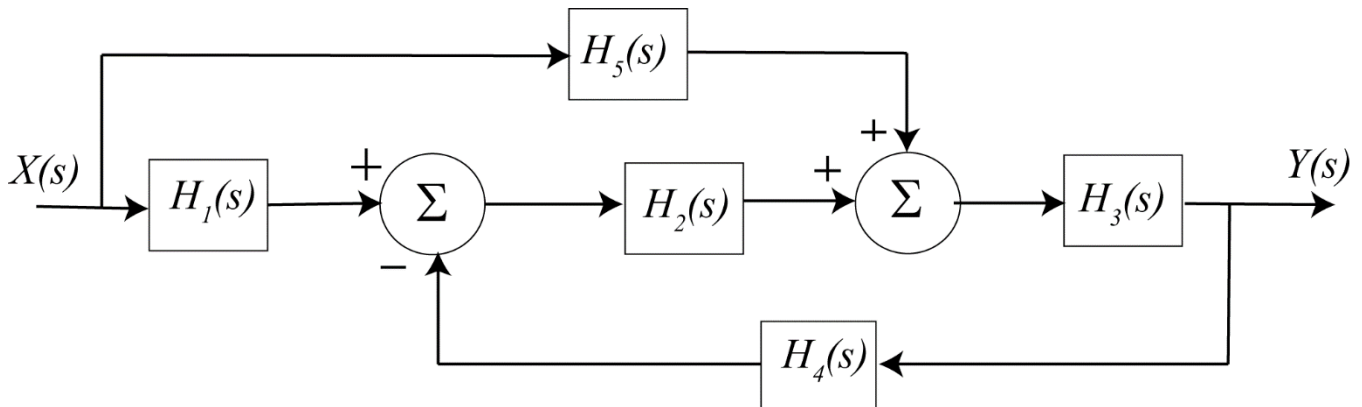 H₅(s)
X(s)
H₁(s)
+
−
Σ
H₂(s)
+
+
Σ
H₃(s)
Y(s)
H₄(s)